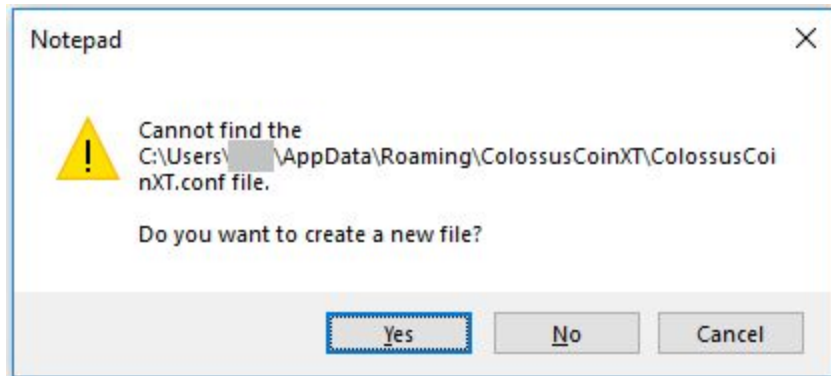 Notepad
Cannot find the
C:\Users\ \AppData\Roaming\ColossusCoinXT\ColossusCoi
nXT.conf file.
Do you want to create a new file?
Yes No Cancel